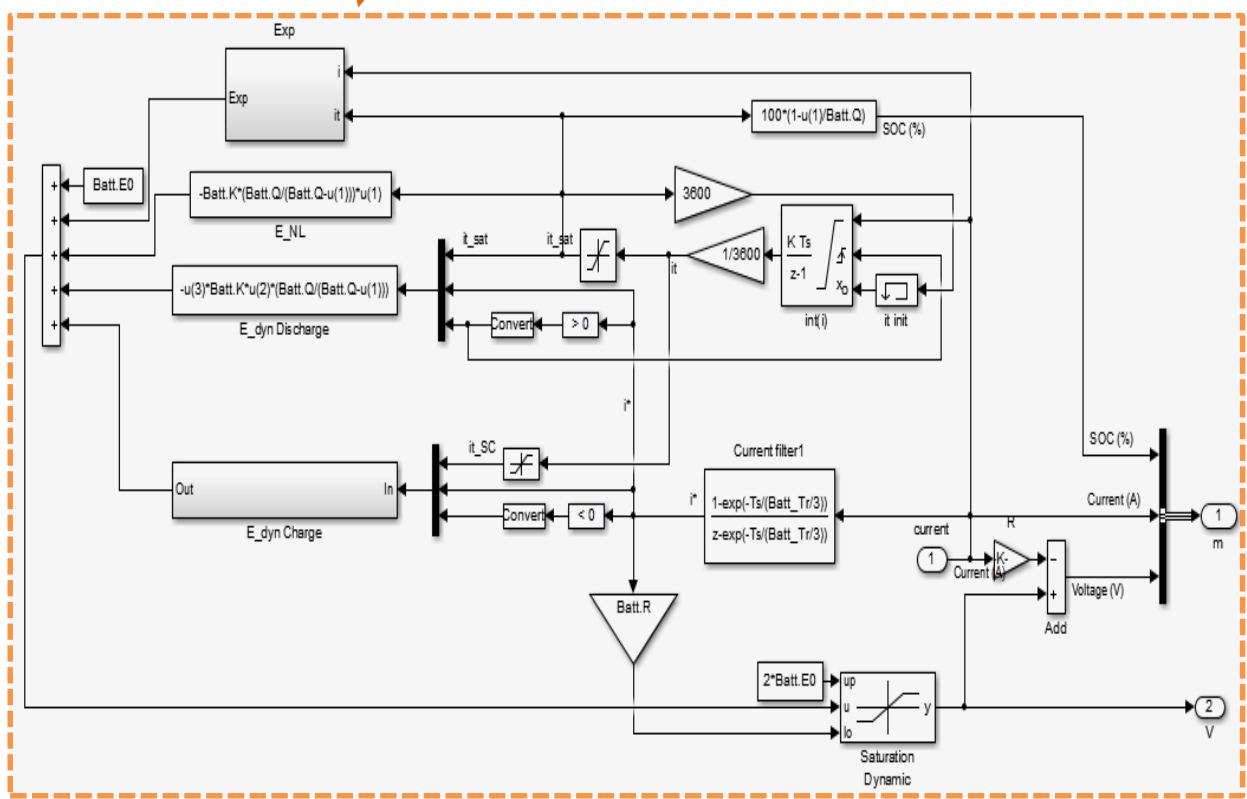 Exp
i
Exp
it
100*(1-u(1)/Batt.Q)
SOC (%)
+
Batt.E0
+
-Batt.K*(Batt.Q/(Batt.Q-u(1)))*u(1)
3600
E_NL
+
it_sat
it_sat
it
1/3600
K Ts
z-1
xo
int(i)
it init
+
-u(3)*Batt.K*u(2)*(Batt.Q/(Batt.Q-u(1)))
E_dyn Discharge
+
Convert
> 0
i*
it_SC
Current filter1
SOC (%)
Out
In
E_dyn Charge
Convert
< 0
i*
1-exp(-Ts/(Batt_Tr/3))
z-exp(-Ts/(Batt_Tr/3))
Current (A)
1
m
current
1
Current (A)
R
K-
−
+
Add
Voltage (V)
Batt.R
2*Batt.E0
up
u
lo
y
Saturation
Dynamic
2
V